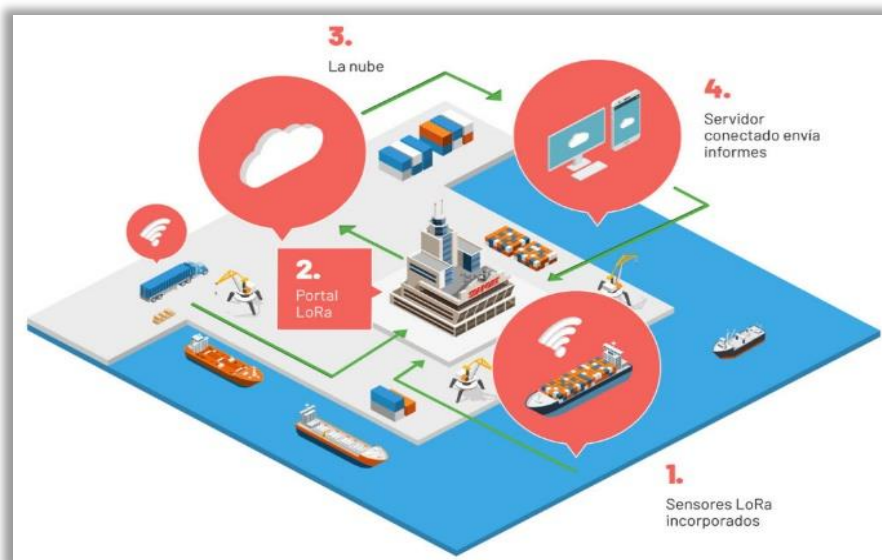 3.
La nube
4.
Servidor
conectado envía
informes
2.
Portal
LoRa
1.
Sensores LoRa
incorporados